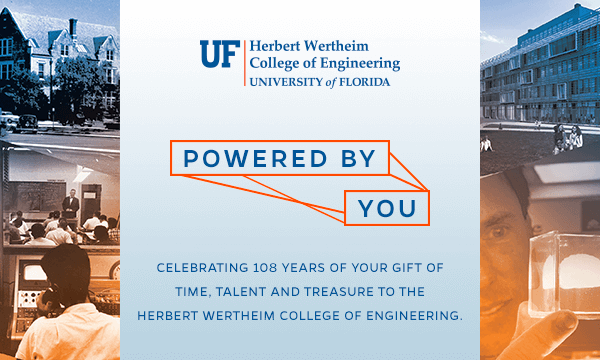 UF
Herbert Wertheim
College of Engineering
UNIVERSITY of FLORIDA
POWERED BY
YOU
CELEBRATING 108 YEARS OF YOUR GIFT OF
TIME, TALENT AND TREASURE TO THE
HERBERT WERTHEIM COLLEGE OF ENGINEERING.